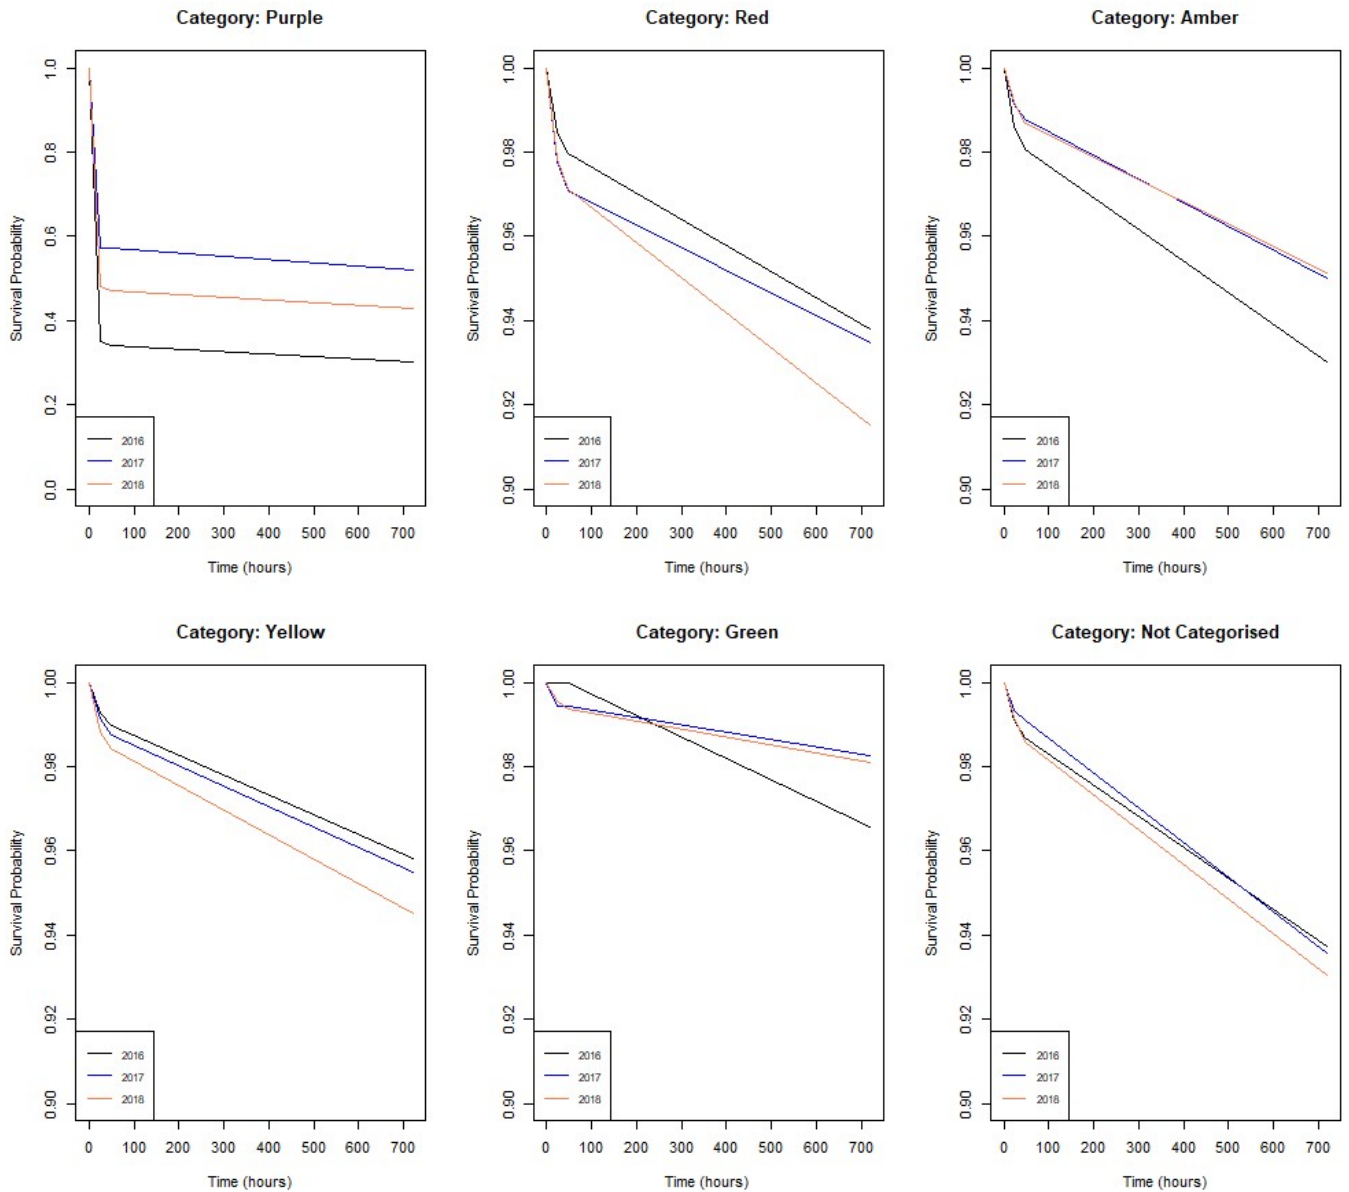 Category: Purple
Survival Probability
1.0
0.8
0.6
0.4
0.2
0.0
2016
2017
2018
0 100 200 300 400 500 600 700
Time (hours)
Category: Red
Survival Probability
1.00
0.98
0.96
0.94
0.92
0.90
2016
2017
2018
0 100 200 300 400 500 600 700
Time (hours)
Category: Amber
Survival Probability
1.00
0.98
0.96
0.94
0.92
0.90
2016
2017
2018
0 100 200 300 400 500 600 700
Time (hours)
Category: Yellow
Survival Probability
1.00
0.98
0.96
0.94
0.92
0.90
2016
2017
2018
0 100 200 300 400 500 600 700
Time (hours)
Category: Green
Survival Probability
1.00
0.98
0.96
0.94
0.92
0.90
2016
2017
2018
0 100 200 300 400 500 600 700
Time (hours)
Category: Not Categorised
Survival Probability
1.00
0.98
0.96
0.94
0.92
0.90
2016
2017
2018
0 100 200 300 400 500 600 700
Time (hours)